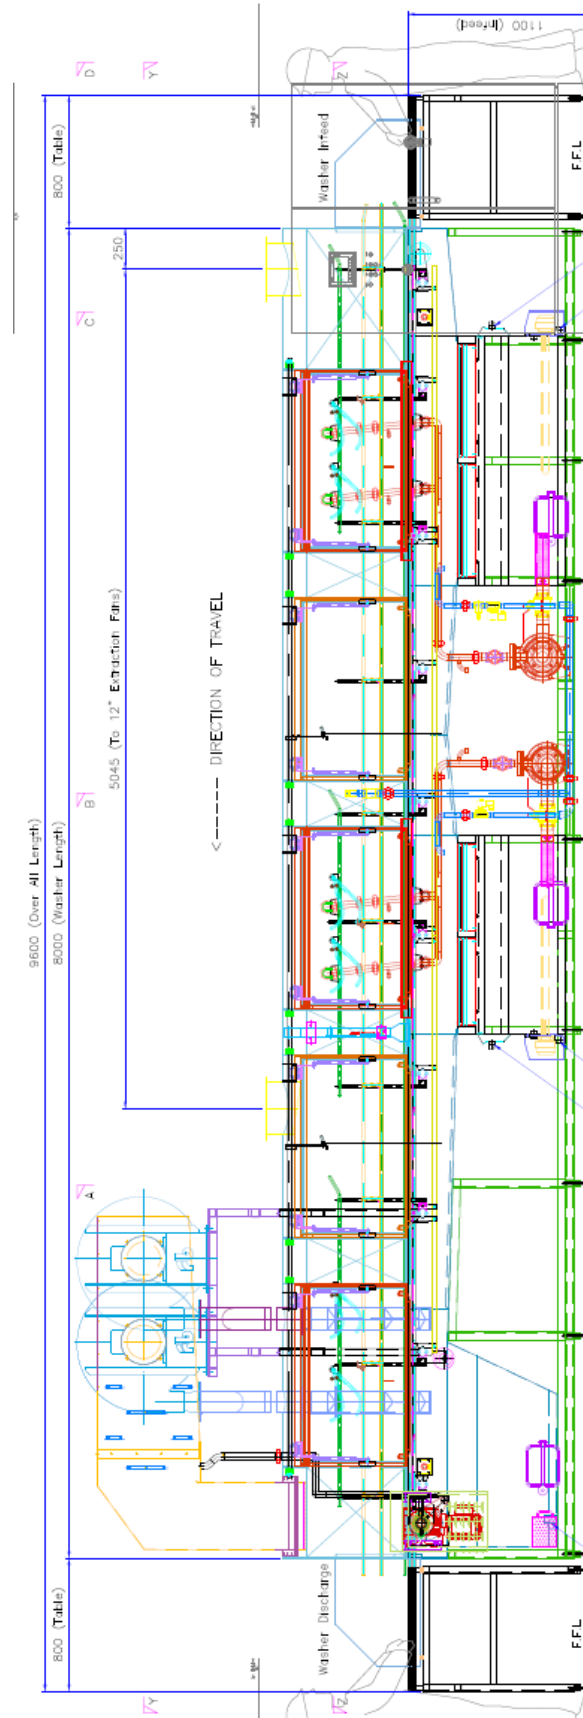 9600 (Over All Length)
8000 (Washer Length)
800 (Table)
800 (Table)
5045 (To 12" Extraction Fans)
250
<------ DIRECTION OF TRAVEL
Washer Discharge
Washer Infeed
1100 (Infeed)
Y
A
B
C
D
Y
Z
Z
F.F.L
F.F.L